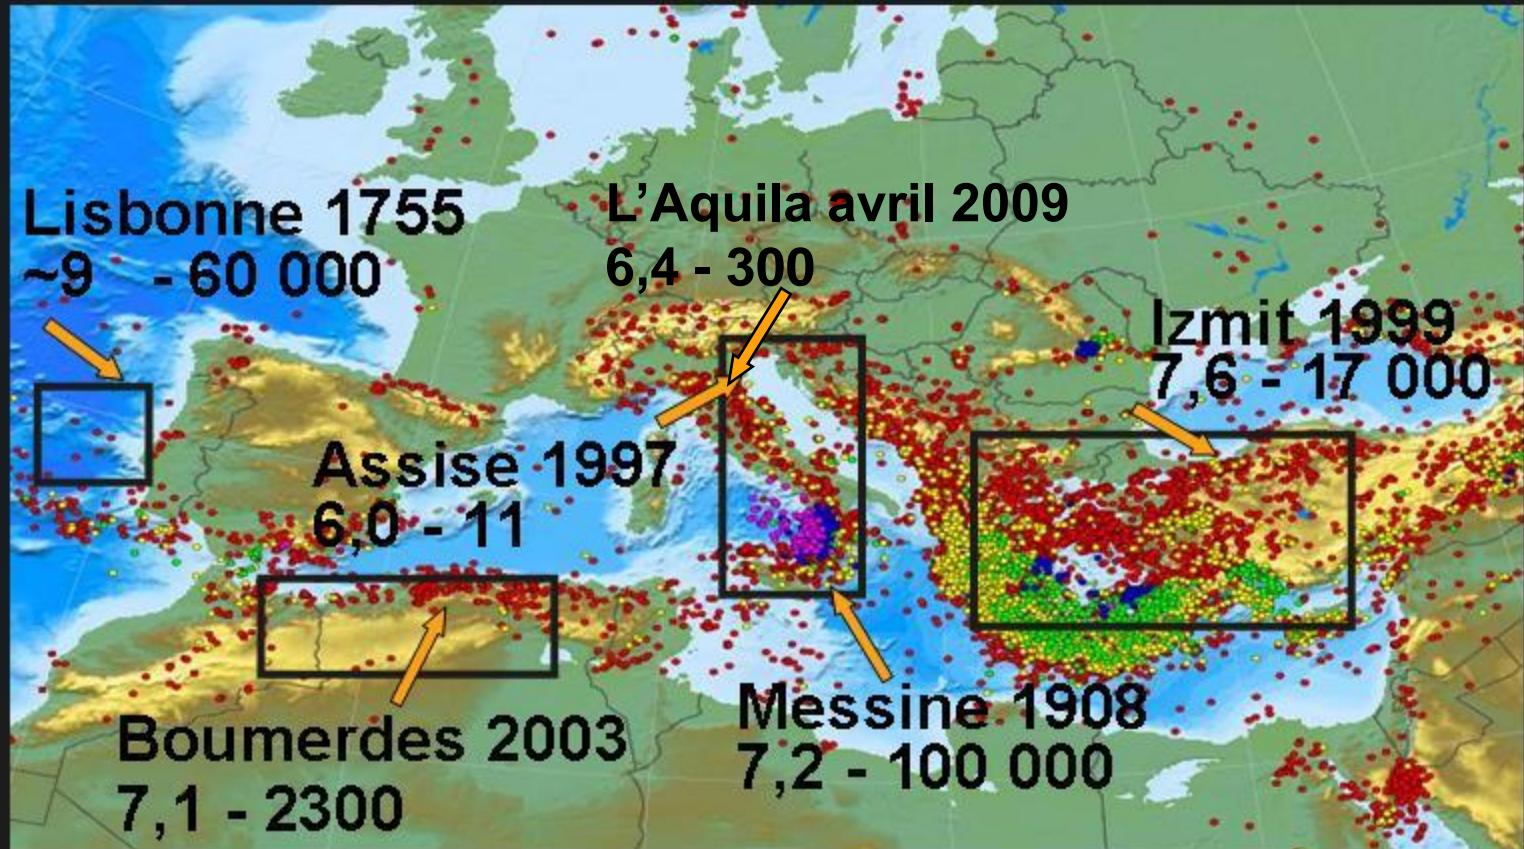 Lisbonne 1755
~9 - 60 000
L’Aquila avril 2009
6,4 - 300
Izmit 1999
7,6 - 17 000
Assise 1997
6,0 - 11
Boumerdes 2003
7,1 - 2300
Messine 1908
7,2 - 100 000